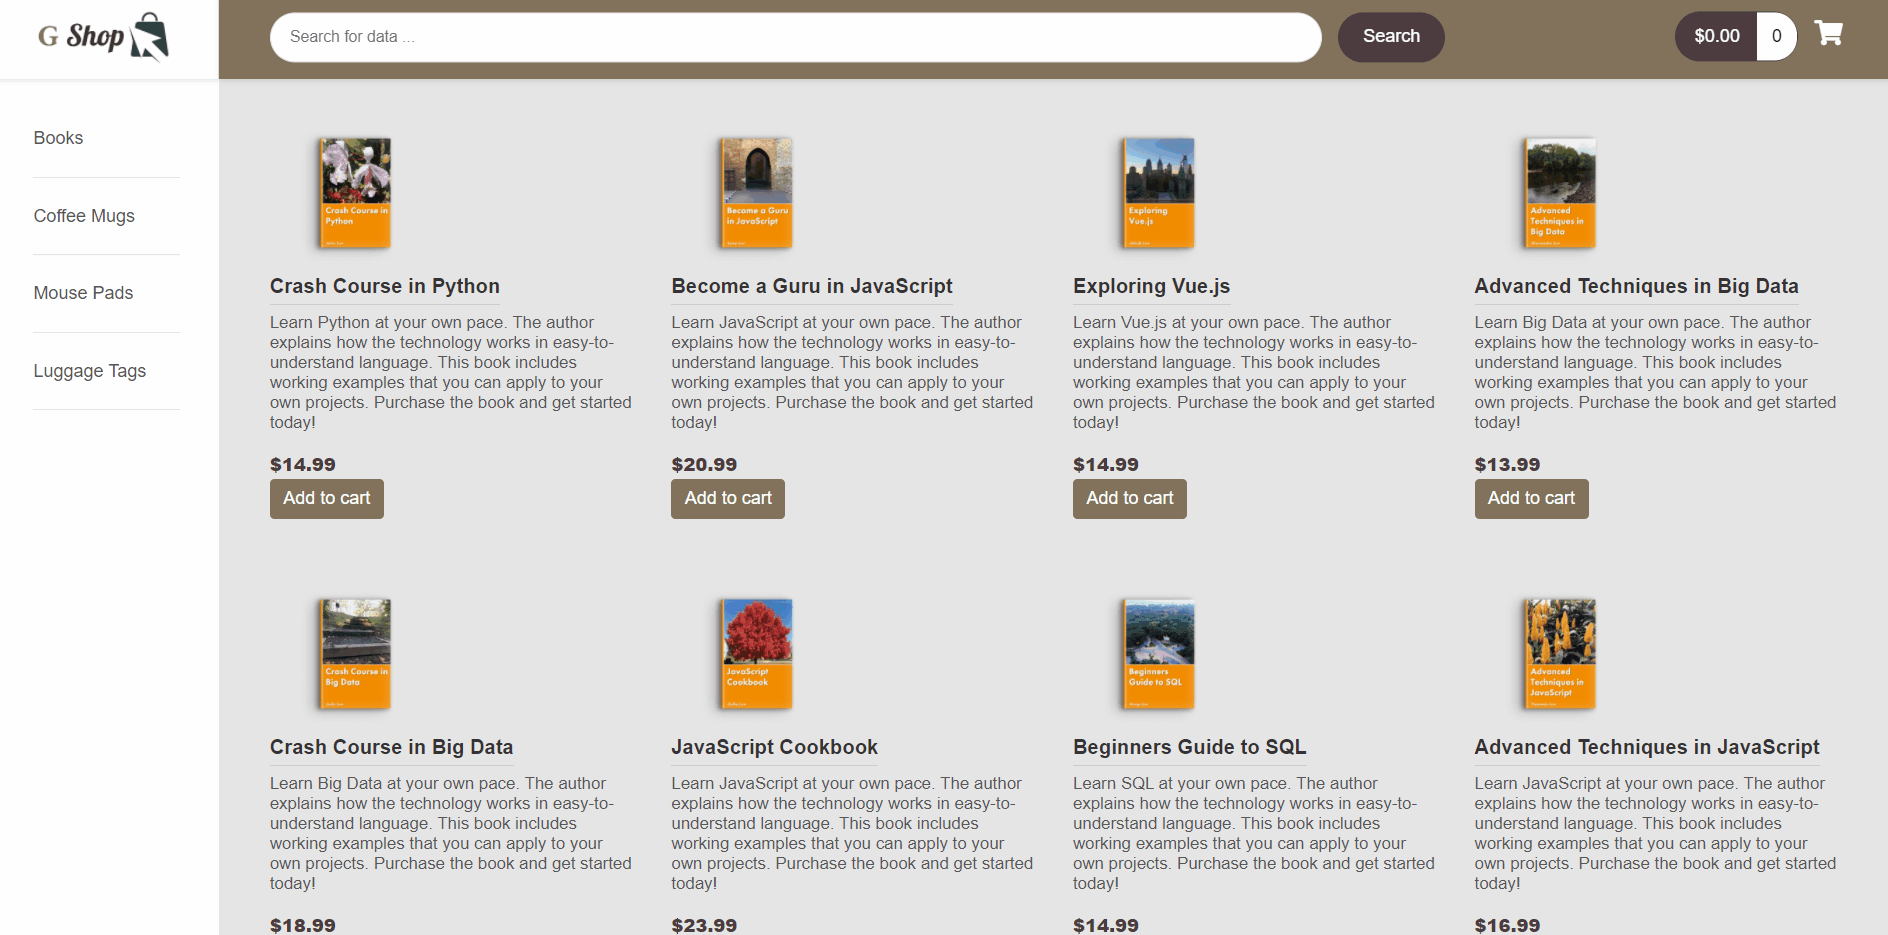 G Shop
Search for data ...
Search
$0.00
0
Books
Coffee Mugs
Mouse Pads
Luggage Tags
Crash Course in
Python
Crash Course in Python
Learn Python at your own pace. The author
explains how the technology works in easy-to-
understand language. This book includes
working examples that you can apply to your
own projects. Purchase the book and get started
today!
$14.99
Add to cart
Become a Guru
in JavaScript
Become a Guru in JavaScript
Learn JavaScript at your own pace. The author
explains how the technology works in easy-to-
understand language. This book includes
working examples that you can apply to your
own projects. Purchase the book and get started
today!
$20.99
Add to cart
Exploring
Vue.js
Exploring Vue.js
Learn Vue.js at your own pace. The author
explains how the technology works in easy-to-
understand language. This book includes
working examples that you can apply to your
own projects. Purchase the book and get started
today!
$14.99
Add to cart
Advanced
Techniques in
Big Data
Advanced Techniques in Big Data
Learn Big Data at your own pace. The author
explains how the technology works in easy-to-
understand language. This book includes
working examples that you can apply to your
own projects. Purchase the book and get started
today!
$13.99
Add to cart
Crash Course in
Big Data
Crash Course in Big Data
Learn Big Data at your own pace. The author
explains how the technology works in easy-to-
understand language. This book includes
working examples that you can apply to your
own projects. Purchase the book and get started
today!
$18.99
JavaScript
Cookbook
JavaScript Cookbook
Learn JavaScript at your own pace. The author
explains how the technology works in easy-to-
understand language. This book includes
working examples that you can apply to your
own projects. Purchase the book and get started
today!
$23.99
Beginners
Guide to SQL
Beginners Guide to SQL
Learn SQL at your own pace. The author
explains how the technology works in easy-to-
understand language. This book includes
working examples that you can apply to your
own projects. Purchase the book and get started
today!
$14.99
Advanced
Techniques in
JavaScript
Advanced Techniques in JavaScript
Learn JavaScript at your own pace. The author
explains how the technology works in easy-to-
understand language. This book includes
working examples that you can apply to your
own projects. Purchase the book and get started
today!
$16.99